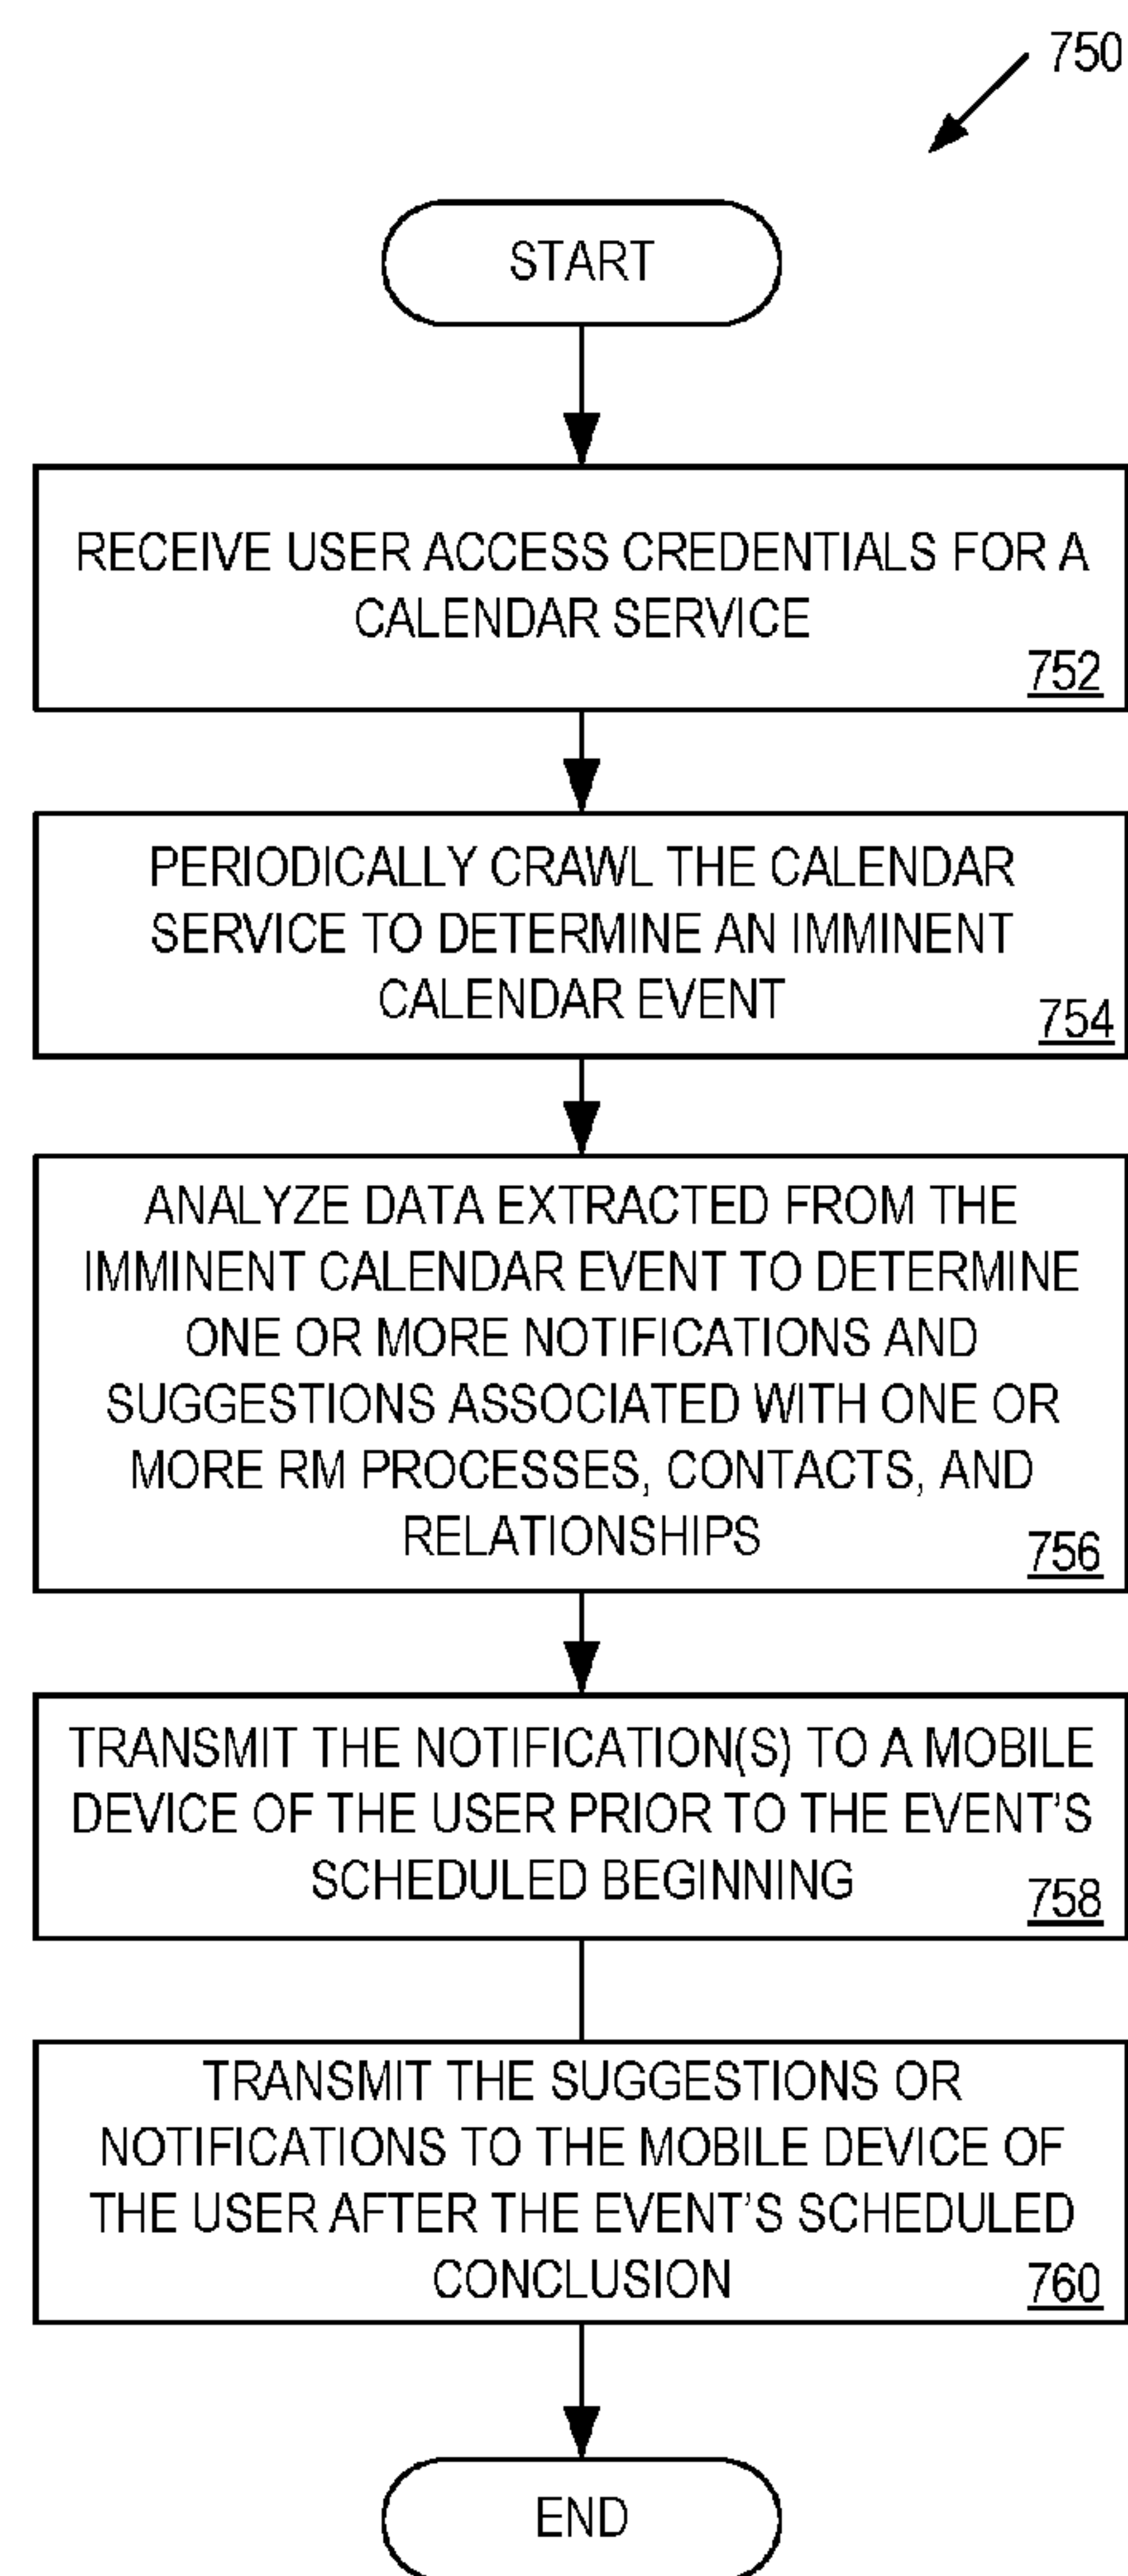 750
START
RECEIVE USER ACCESS CREDENTIALS FOR A
CALENDAR SERVICE
752
PERIODICALLY CRAWL THE CALENDAR
SERVICE TO DETERMINE AN IMMINENT
CALENDAR EVENT
754
ANALYZE DATA EXTRACTED FROM THE
IMMINENT CALENDAR EVENT TO DETERMINE
ONE OR MORE NOTIFICATIONS AND
SUGGESTIONS ASSOCIATED WITH ONE OR
MORE RM PROCESSES, CONTACTS, AND
RELATIONSHIPS
756
TRANSMIT THE NOTIFICATION(S) TO A MOBILE
DEVICE OF THE USER PRIOR TO THE EVENT'S
SCHEDULED BEGINNING
758
TRANSMIT THE SUGGESTIONS OR
NOTIFICATIONS TO THE MOBILE DEVICE OF
THE USER AFTER THE EVENT'S SCHEDULED
CONCLUSION
760
END